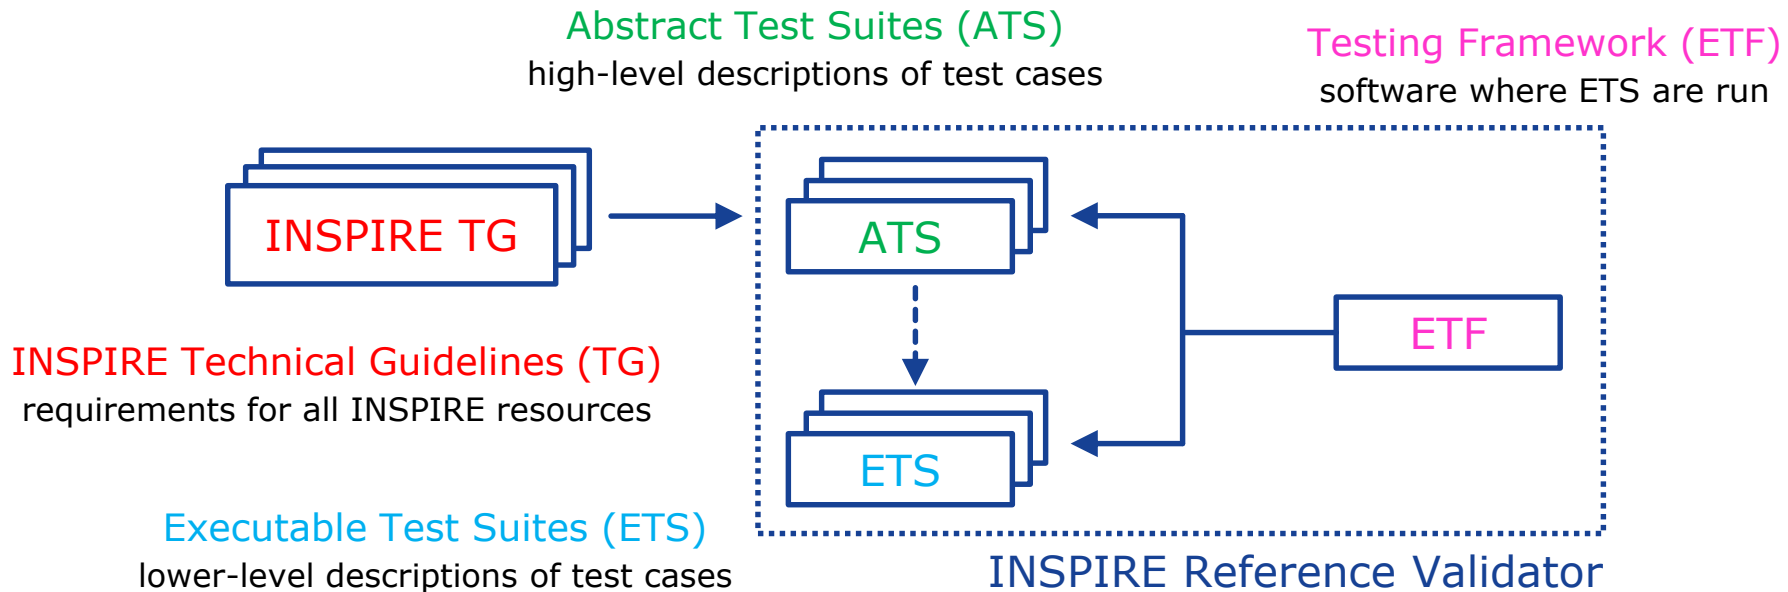 Abstract Test Suites (ATS)
high-level descriptions of test cases
Testing Framework (ETF)
software where ETS are run
INSPIRE TG
ATS
ETF
INSPIRE Technical Guidelines (TG)
requirements for all INSPIRE resources
ETS
Executable Test Suites (ETS)
lower-level descriptions of test cases
INSPIRE Reference Validator